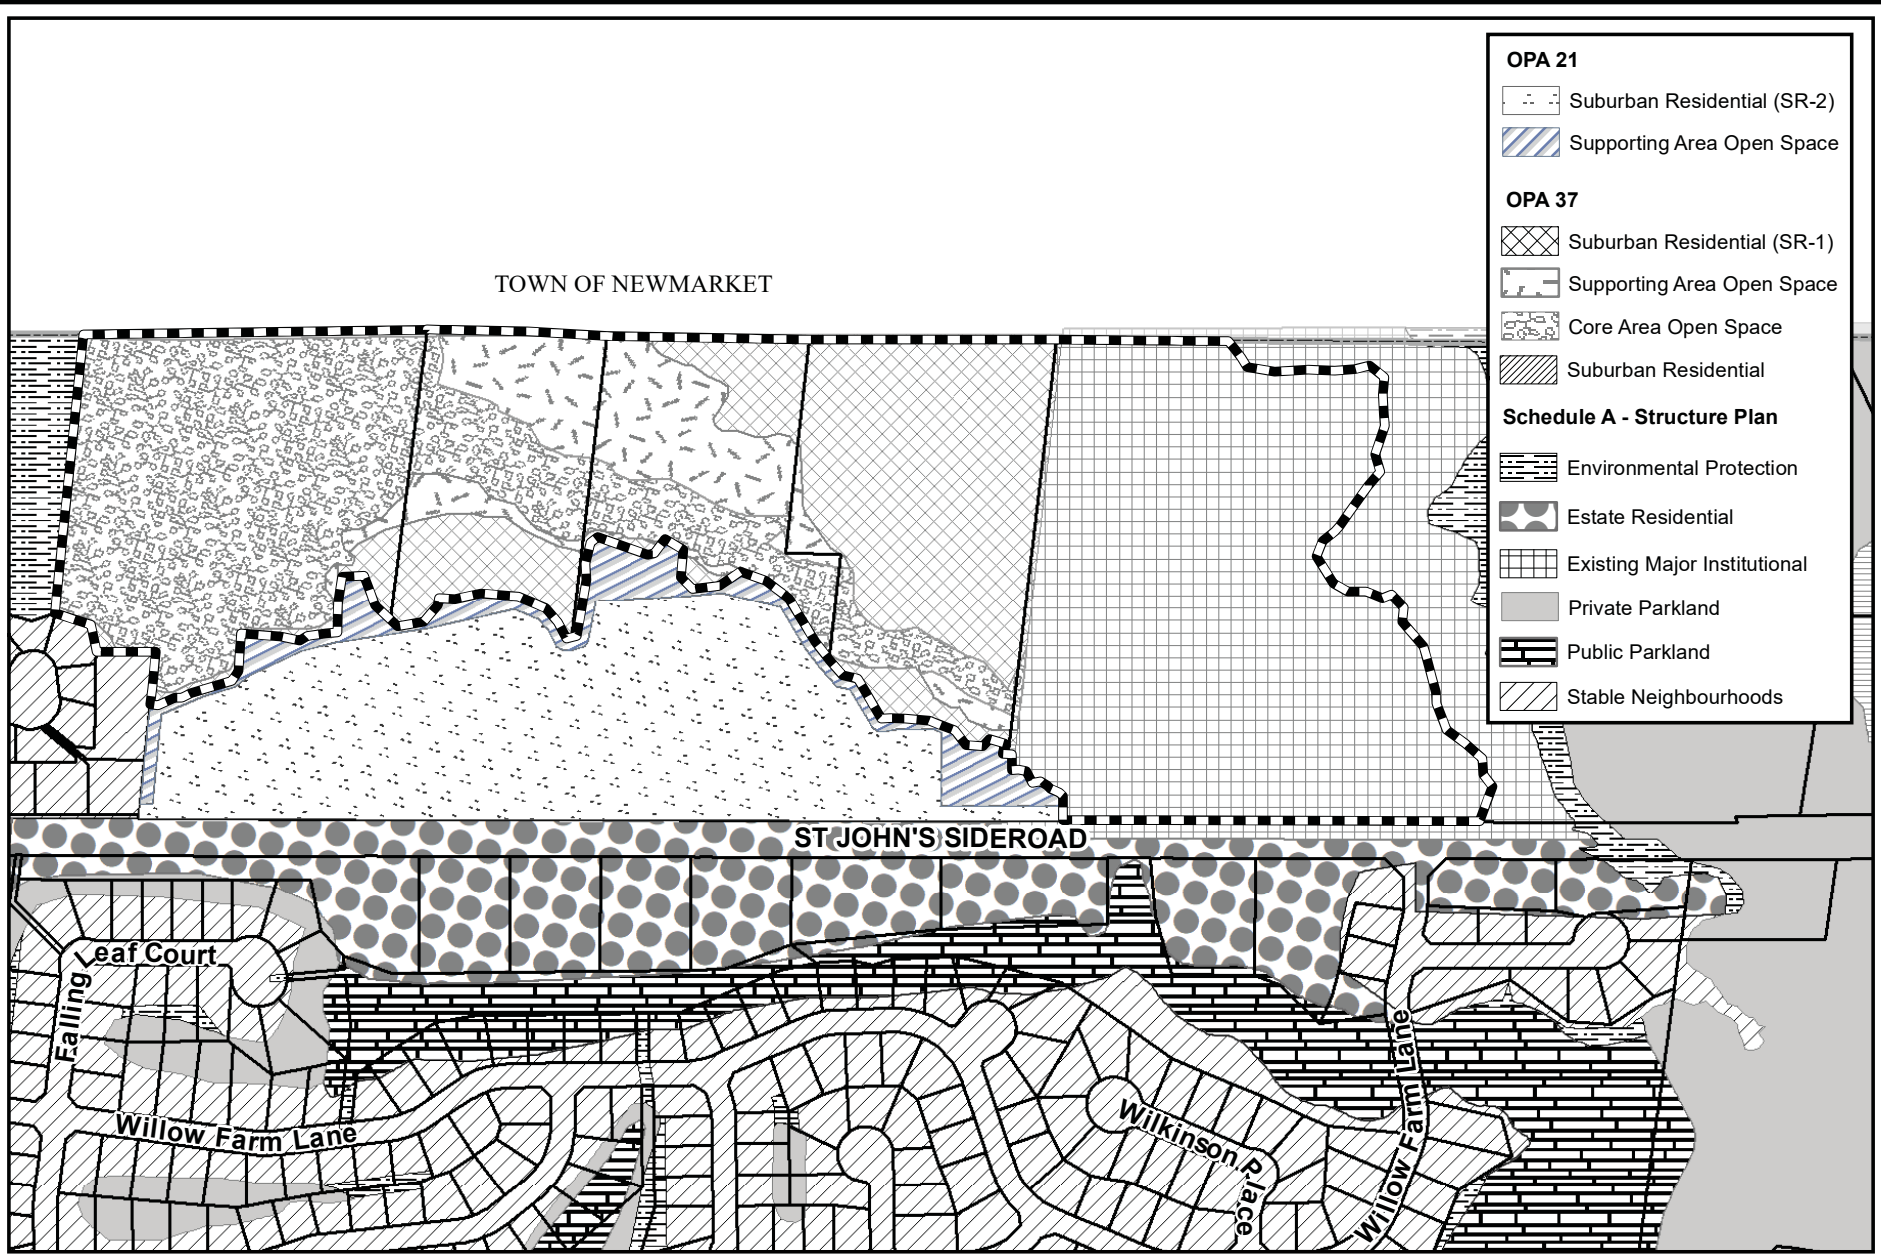 OPA 21
Suburban Residential (SR-2)
Supporting Area Open Space
OPA 37
Suburban Residential (SR-1)
Supporting Area Open Space
Core Area Open Space
Suburban Residential
Schedule A - Structure Plan
Environmental Protection
Estate Residential
Existing Major Institutional
Private Parkland
Public Parkland
Stable Neighbourhoods
TOWN OF NEWMARKET
ST JOHN'S SIDEROAD
Falling Leaf Court
Willow Farm Lane
Wilkinson Place
Willow Farm Lane